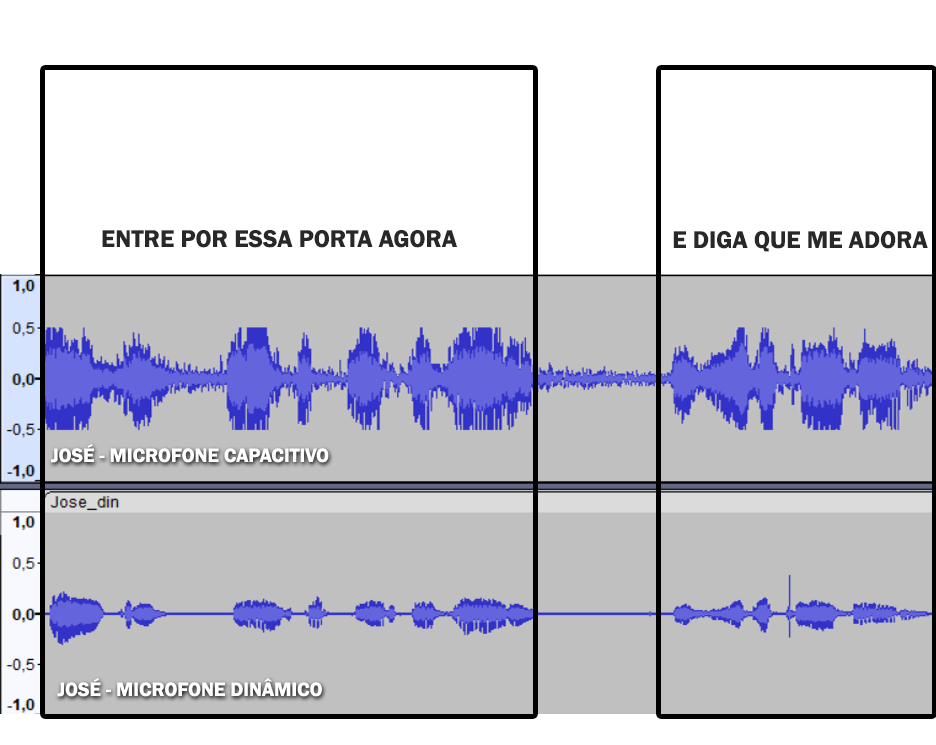 ENTRE POR ESSA PORTA AGORA
E DIGA QUE ME ADORA
1,0
0,5
0,0
-0,5
-1,0
JOSÉ - MICROFONE CAPACITIVO
Jose_din
1,0
0,5
0,0
-0,5
-1,0
JOSÉ - MICROFONE DINÂMICO